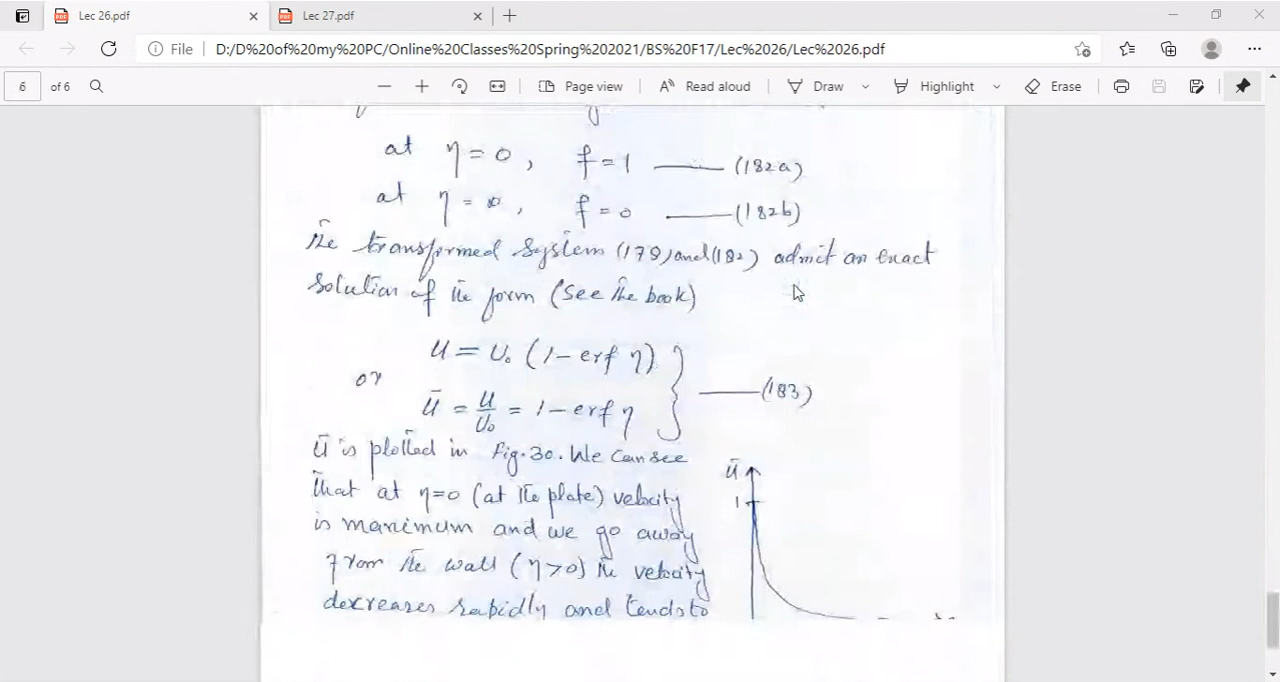 Lec 26.pdf
Lec 27.pdf
File
D:/D%20of%20my%20PC/Online%20Classes%20Spring%202021/BS%20F17/Lec%2026/Lec%2026.pdf
6 of 6
Page view
Read aloud
Draw
Highlight
Erase
at η = 0, f = 1 —— (182a)
at η = ∞, f = 0 —— (182b)
The transformed system (179) and (182) admit an exact
solution of the form (See the book)
u = U₀ (1 - erf η)
or
ū = u/U₀ = 1 - erf η
—— (183)
ū is plotted in Fig. 30. We can see
that at η=0 (at the plate) velocity
is maximum and we go away
from the wall (η>0) the velocity
decreases rapidly and tends to
ū
1